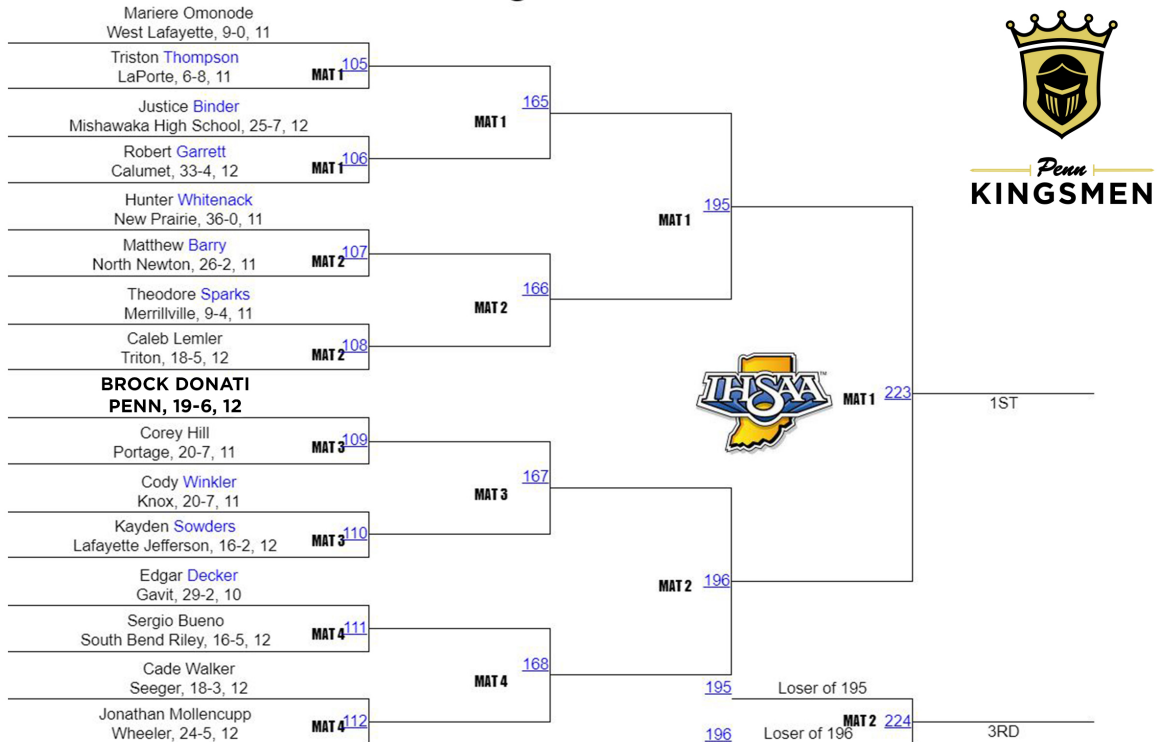 Mariere Omonode
West Lafayette, 9-0, 11
Triston Thompson
LaPorte, 6-8, 11
MAT 1 105
Justice Binder
Mishawaka High School, 25-7, 12
Robert Garrett
Calumet, 33-4, 12
MAT 1 106
Hunter Whitenack
New Prairie, 36-0, 11
Matthew Barry
North Newton, 26-2, 11
MAT 2 107
Theodore Sparks
Merrillville, 9-4, 11
Caleb Lemler
Triton, 18-5, 12
MAT 2 108
BROCK DONATI
PENN, 19-6, 12
Corey Hill
Portage, 20-7, 11
MAT 3 109
Cody Winkler
Knox, 20-7, 11
Kayden Sowders
Lafayette Jefferson, 16-2, 12
MAT 3 110
Edgar Decker
Gavit, 29-2, 10
Sergio Bueno
South Bend Riley, 16-5, 12
MAT 4 111
Cade Walker
Seeger, 18-3, 12
Jonathan Mollencupp
Wheeler, 24-5, 12
MAT 4 112
165
MAT 1
166
MAT 2
167
MAT 3
168
MAT 4
MAT 1 195
MAT 2 196
195 Loser of 195
196 Loser of 196
IHSAA™
MAT 1 223
1ST
MAT 2 224
3RD
Penn
KINGSMEN